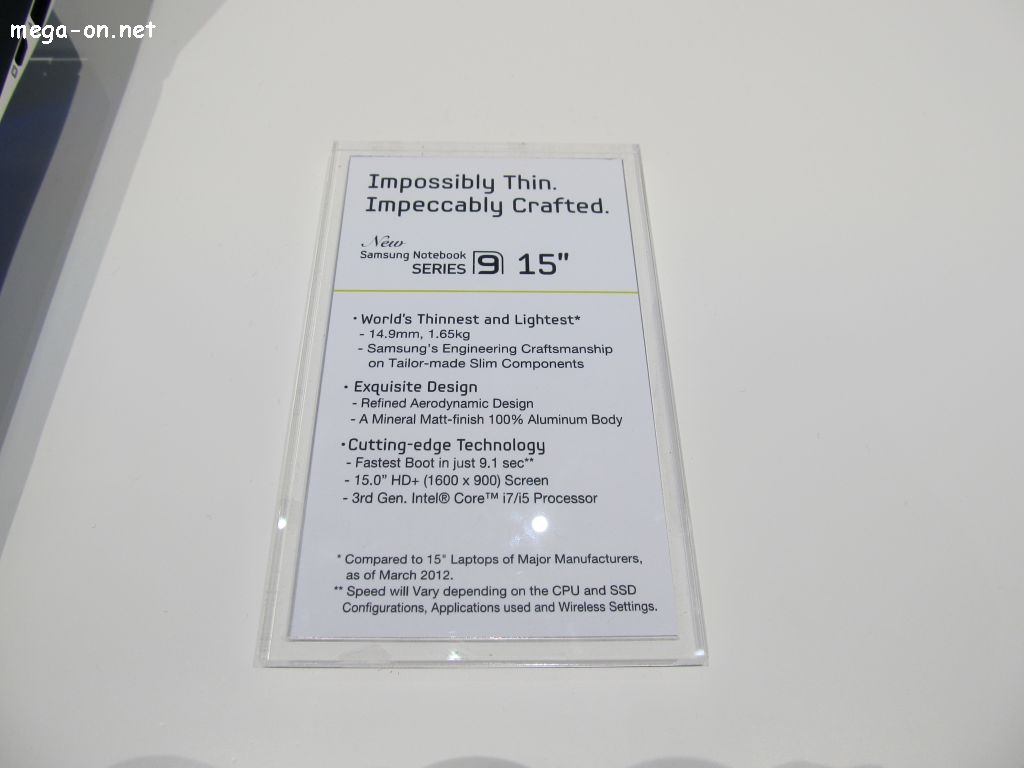 mega-on.net
Impossibly Thin.
Impeccably Crafted.
New
Samsung Notebook
SERIES 9 15"
· World's Thinnest and Lightest*
- 14.9mm, 1.65kg
- Samsung's Engineering Craftsmanship
on Tailor-made Slim Components
· Exquisite Design
- Refined Aerodynamic Design
- A Mineral Matt-finish 100% Aluminum Body
· Cutting-edge Technology
- Fastest Boot in just 9.1 sec**
- 15.0" HD+ (1600 x 900) Screen
- 3rd Gen. Intel® Core™ i7/i5 Processor
* Compared to 15" Laptops of Major Manufacturers,
as of March 2012.
** Speed will Vary depending on the CPU and SSD
Configurations, Applications used and Wireless Settings.